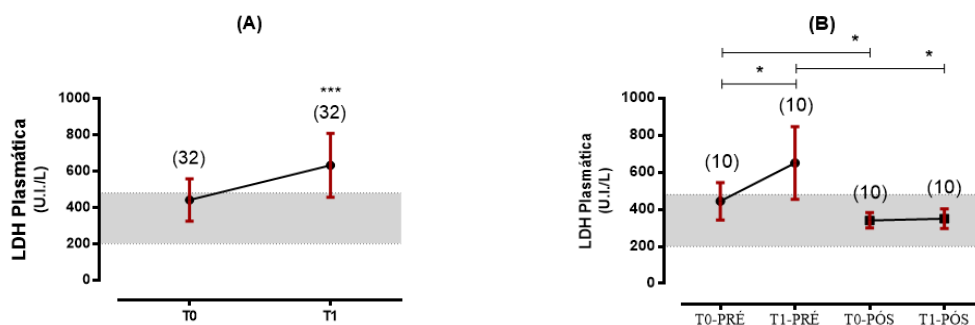 (A)
LDH Plasmática
(U.I./L)
1000
800
600
400
200
0
(32)
***
(32)
T0
T1
(B)
*
*
*
LDH Plasmática
(U.I./L)
1000
800
600
400
200
0
(10)
(10)
(10)
(10)
T0-PRÉ
T1-PRÉ
T0-PÓS
T1-PÓS